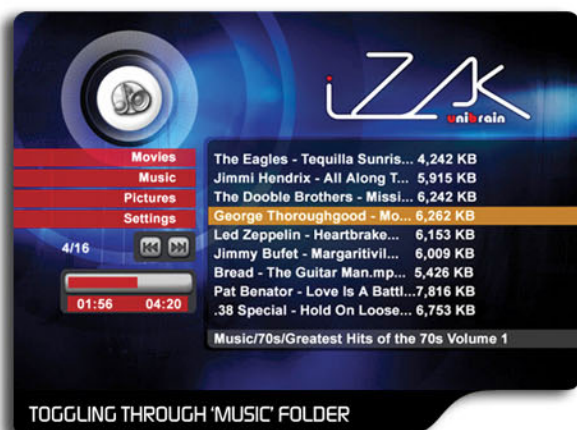 iZAK
unibrain
Movies
Music
Pictures
Settings
4/16
01:56 04:20
The Eagles - Tequilla Sunris... 4,242 KB
Jimmi Hendrix - All Along T... 5,915 KB
The Dooble Brothers - Missi... 6,242 KB
George Thoroughgood - Mo... 6,262 KB
Led Zeppelin - Heartbrake... 6,153 KB
Jimmy Bufet - Margaritivil... 6,009 KB
Bread - The Guitar Man.mp... 5,426 KB
Pat Benator - Love Is A Battl...7,816 KB
.38 Special - Hold On Loose... 6,753 KB
Music/70s/Greatest Hits of the 70s Volume 1
TOGGLING THROUGH 'MUSIC' FOLDER